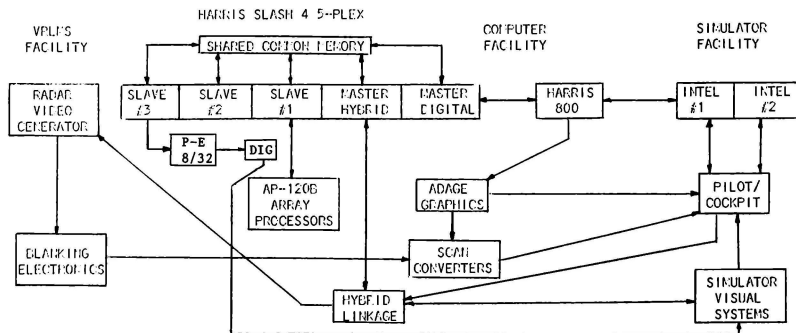 HARRIS SLASH 4 5-PLEX
VPLMS
FACILITY
COMPUTER
FACILITY
SIMULATOR
FACILITY
SHARED COMMON MEMORY
RADAR
VIDEO
GENERATOR
SLAVE
#3
SLAVE
#2
SLAVE
#1
MASTER
HYBRID
MASTER
DIGITAL
HARRIS
800
INTEL
#1
INTEL
#2
P-E
8/32
DIG
AP-120B
ARRAY
PROCESSORS
ADAGE
GRAPHICS
PILOT/
COCKPIT
BLANKING
ELECTRONICS
SCAN
CONVERTERS
HYBRID
LINKAGE
SIMULATOR
VISUAL
SYSTEMS